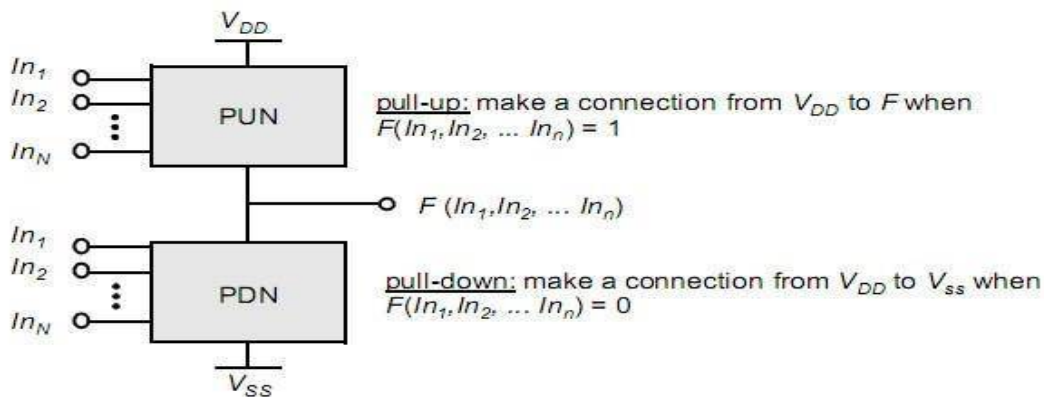 V_DD
In_1
In_2
In_N
PUN
pull-up: make a connection from V_DD to F when
F(In_1,In_2, ... In_n) = 1
F (In_1,In_2, ... In_n)
In_1
In_2
In_N
PDN
pull-down: make a connection from V_DD to V_ss when
F(In_1,In_2, ... In_n) = 0
V_SS